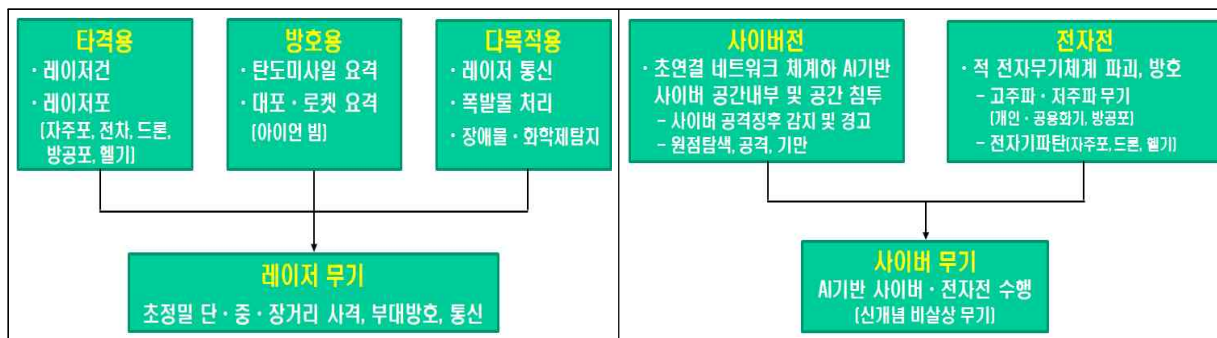 타격용
· 레이저건
· 레이저포
(자주포, 전차, 드론,
방공포, 헬기)
방호용
· 탄도미사일 요격
· 대포 · 로켓 요격
(아이언 빔)
다목적용
· 레이저 통신
· 폭발물 처리
· 장애물 · 화학제탐지
레이저 무기
초정밀 단 · 중 · 장거리 사격, 부대방호, 통신
사이버전
· 초연결 네트워크 체계하 AI기반
사이버 공간내부 및 공간 침투
- 사이버 공격징후 감지 및 경고
- 원점탐색, 공격, 기만
전자전
· 적 전자무기체계 파괴, 방호
- 고주파 · 저주파 무기
(개인 · 공용화기, 방공포)
- 전자기파탄(자주포, 드론, 헬기)
사이버 무기
AI기반 사이버 · 전자전 수행
(신개념 비살상 무기)